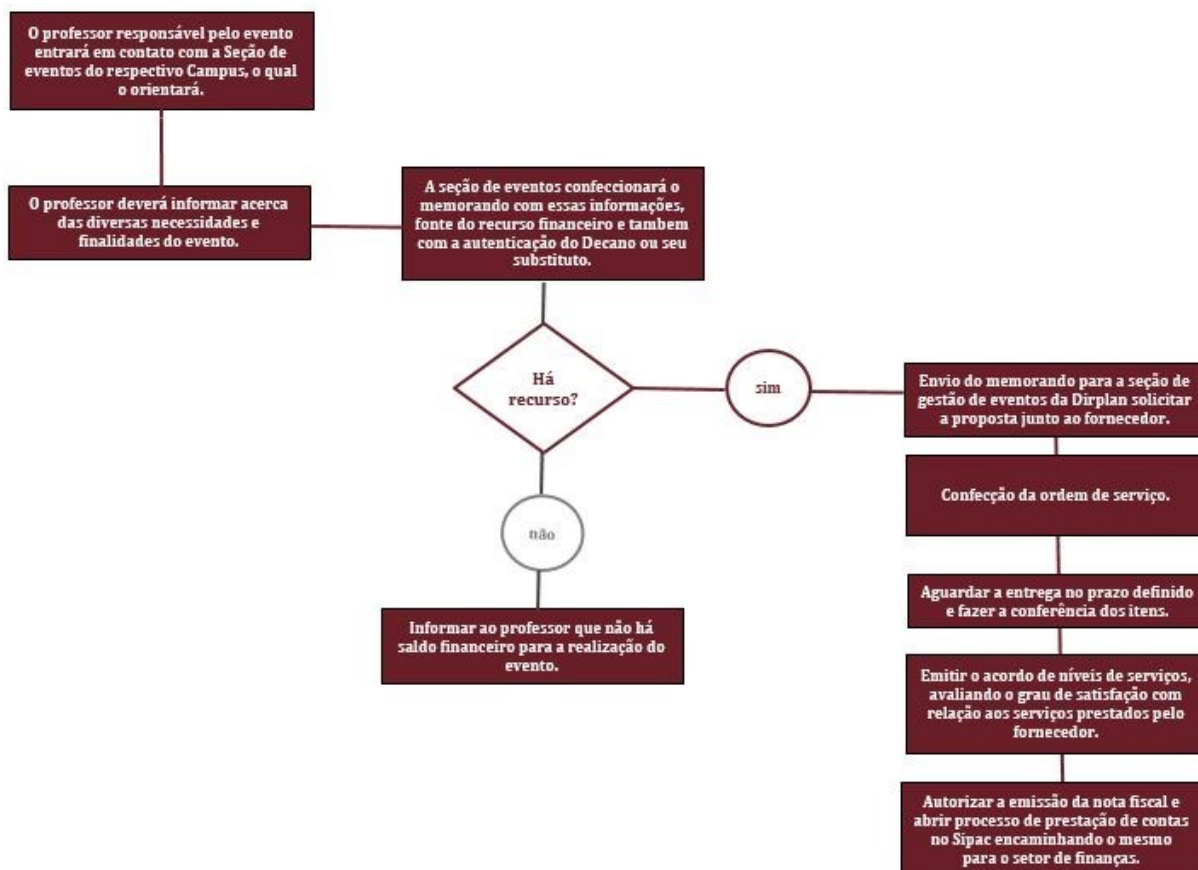 O professor responsável pelo evento
entrará em contato com a Seção de
eventos do respectivo Campus, o qual
o orientará.
O professor deverá informar acerca
das diversas necessidades e
finalidades do evento.
A seção de eventos confeccionará o
memorando com essas informações,
fonte do recurso financeiro e tambem
com a autenticação do Decano ou seu
substituto.
Há
recurso?
sim
não
Informar ao professor que não há
saldo financeiro para a realização do
evento.
Envio do memorando para a seção de
gestão de eventos da Dirplan solicitar
a proposta junto ao fornecedor.
Confecção da ordem de serviço.
Aguardar a entrega no prazo definido
e fazer a conferência dos itens.
Emitir o acordo de níveis de serviços,
avaliando o grau de satisfação com
relação aos serviços prestados pelo
fornecedor.
Autorizar a emissão da nota fiscal e
abrir processo de prestação de contas
no Sipac encaminhando o mesmo
para o setor de finanças.